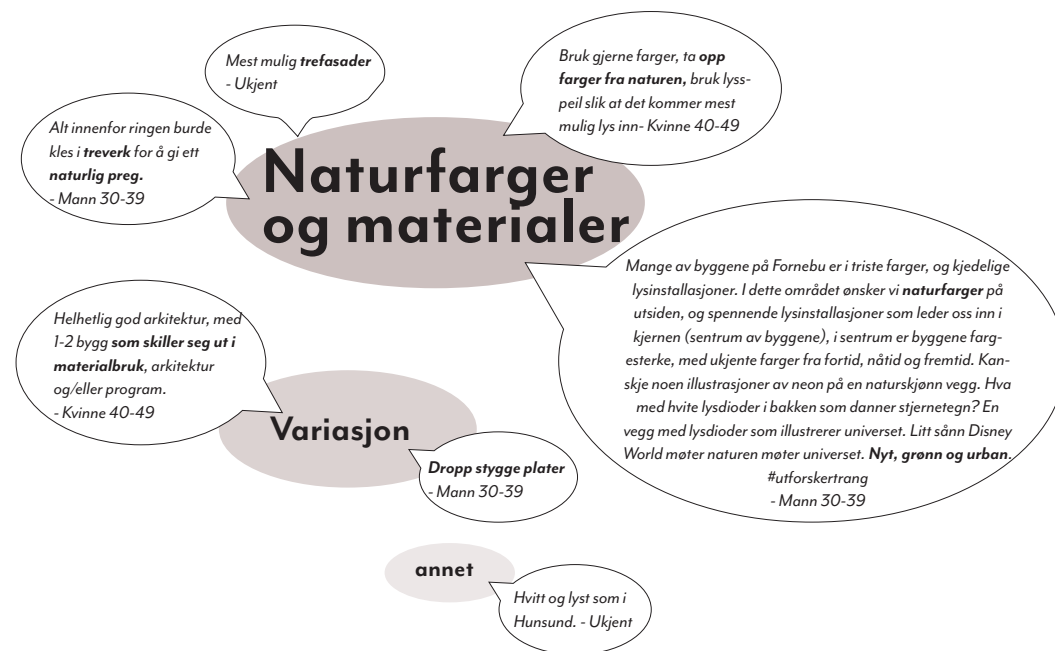 Mest mulig trefasader
- Ukjent
Bruk gjerne farger, ta opp
farger fra naturen, bruk lyss-
peil slik at det kommer mest
mulig lys inn- Kvinne 40-49
Alt innenfor ringen burde
kles i treverk for å gi ett
naturlig preg.
- Mann 30-39
Naturfarger
og materialer
Mange av byggene på Fornebu er i triste farger, og kjedelige
lysinstallasjoner. I dette området ønsker vi naturfarger på
utsiden, og spennende lysinstallasjoner som leder oss inn i
kjernen (sentrum av byggene), i sentrum er byggene farg-
esterke, med ukjente farger fra fortid, nåtid og fremtid. Kan-
skje noen illustrasjoner av neon på en naturskjønn vegg. Hva
med hvite lysdioder i bakken som danner stjernetegn? En
vegg med lysdioder som illustrerer universet. Litt sånn Disney
World møter naturen møter universet. Nyt, grønn og urban.
#utforskertrang
- Mann 30-39
Helhetlig god arkitektur, med
1-2 bygg som skiller seg ut i
materialbruk, arkitektur
og/eller program.
- Kvinne 40-49
Variasjon
Dropp stygge plater
- Mann 30-39
annet
Hvitt og lyst som i
Hunsund. - Ukjent